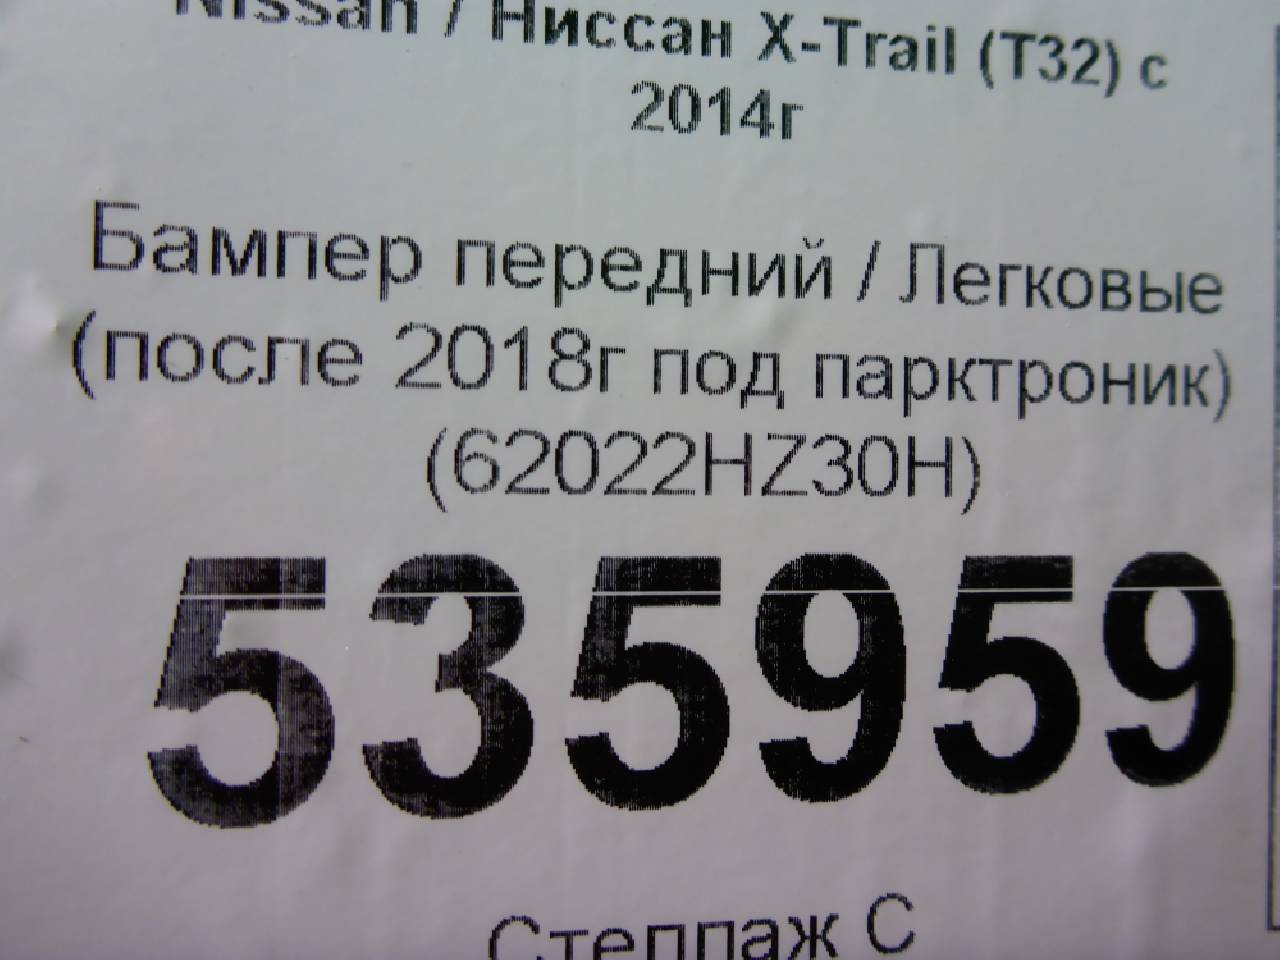 Nissan / Ниссан X-Trail (T32) с
2014г
Бампер передний / Легковые
(после 2018г под парктроник)
(62022HZ30H)
535959
Стеллаж С